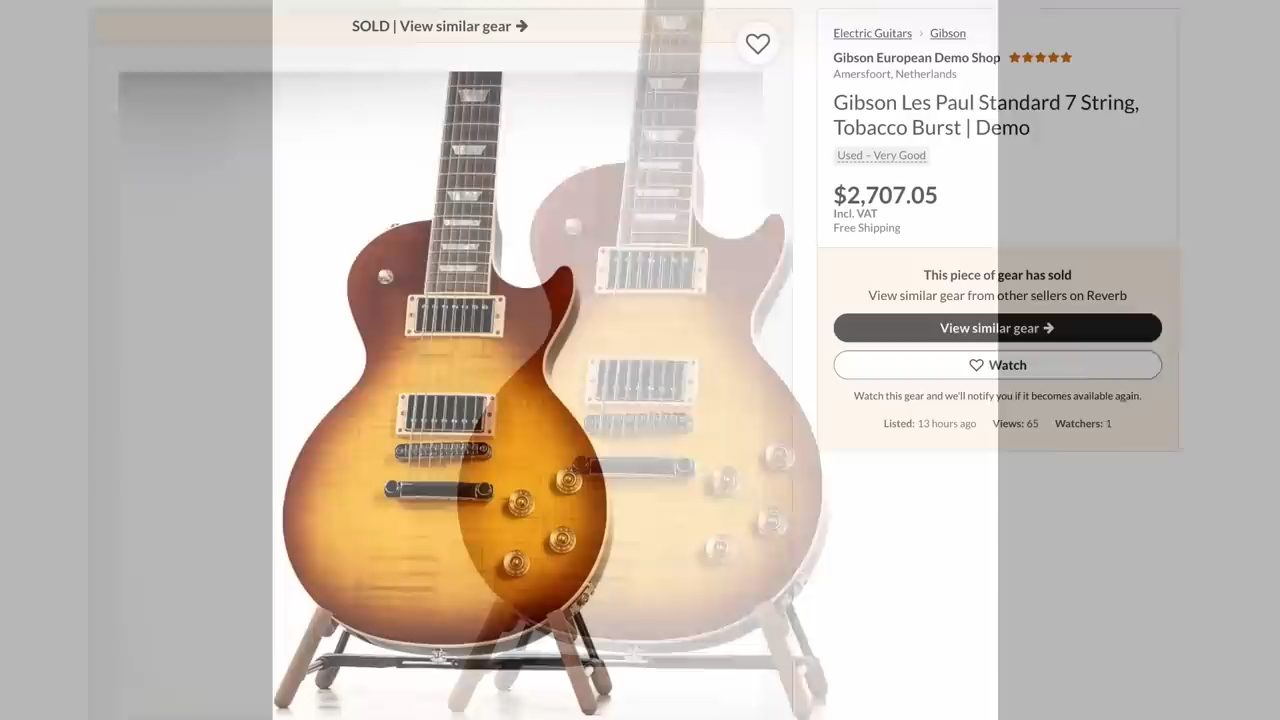 SOLD | View similar gear →
Electric Guitars › Gibson
Gibson European Demo Shop ★★★★★
Amersfoort, Netherlands
Gibson Les Paul Standard 7 String,
Tobacco Burst | Demo
Used – Very Good
$2,707.05
Incl. VAT
Free Shipping
This piece of gear has sold
View similar gear from other sellers on Reverb
View similar gear →
Watch
Watch this gear and we'll notify you if it becomes available again.
Listed: 13 hours ago Views: 65 Watchers: 1